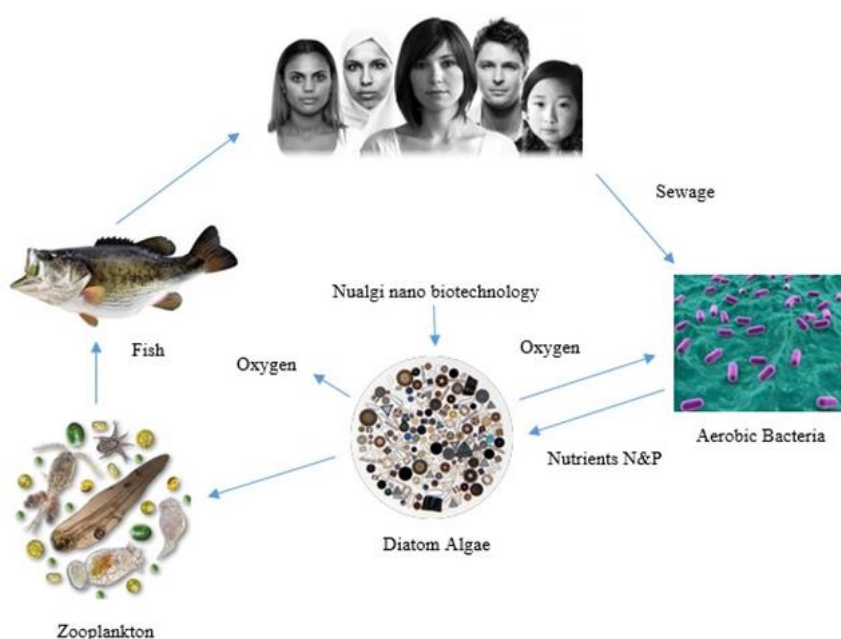 Sewage
Nualgi nano biotechnology
Fish
Oxygen
Oxygen
Aerobic Bacteria
Nutrients N&P
Diatom Algae
Zooplankton